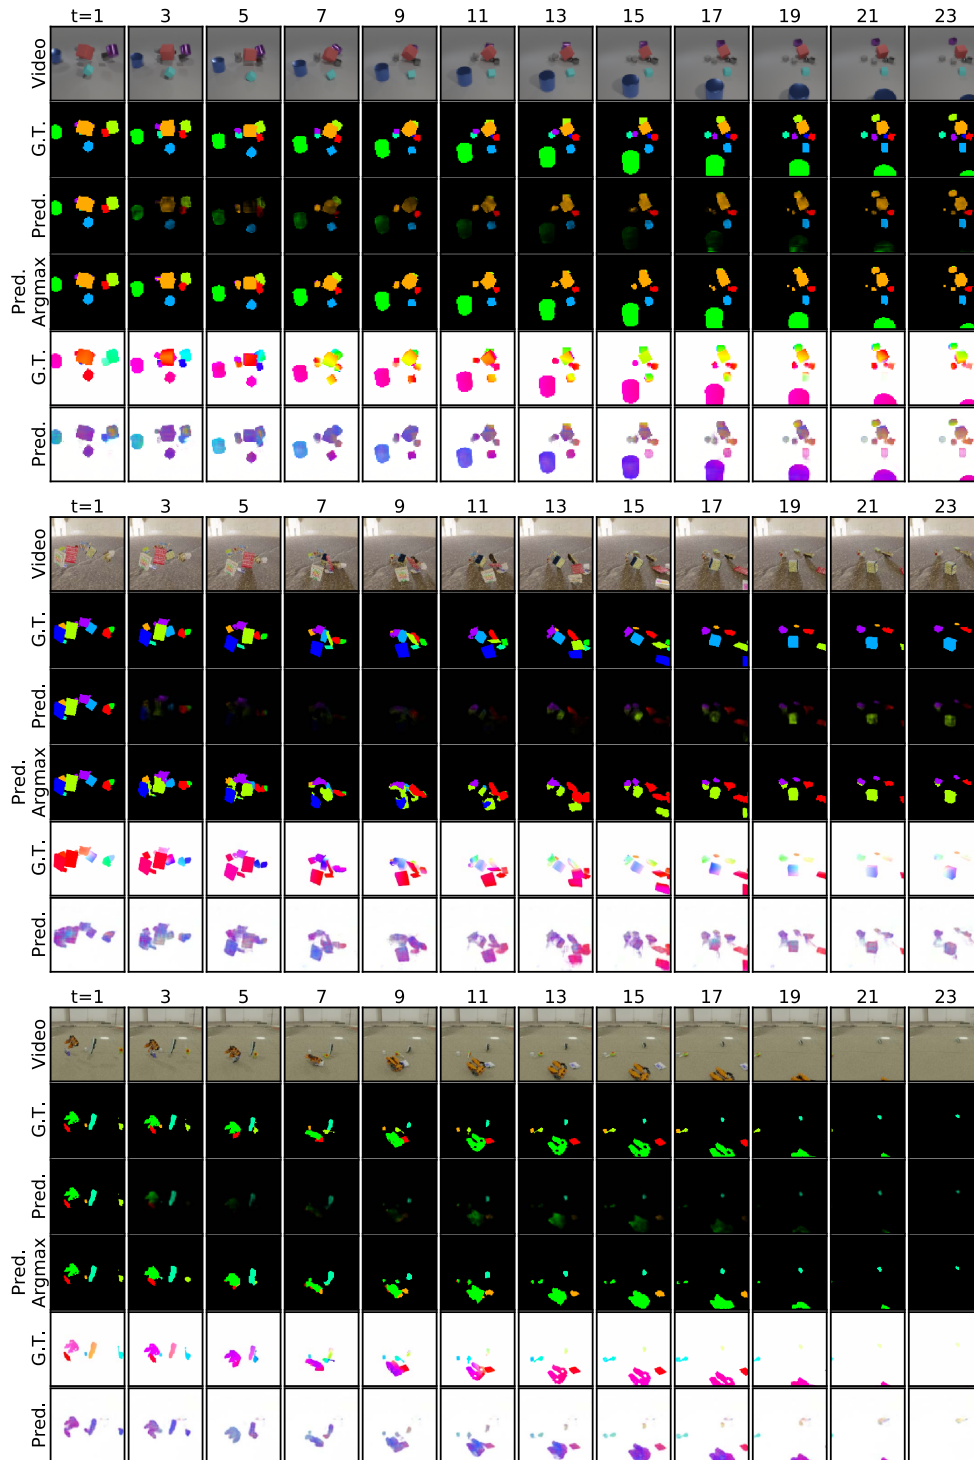 t=1 3 5 7 9 11 13 15 17 19 21 23
Video
G.T.
Pred.
Pred. Argmax
G.T.
Pred.
t=1 3 5 7 9 11 13 15 17 19 21 23
Video
G.T.
Pred.
Pred. Argmax
G.T.
Pred.
t=1 3 5 7 9 11 13 15 17 19 21 23
Video
G.T.
Pred.
Pred. Argmax
G.T.
Pred.